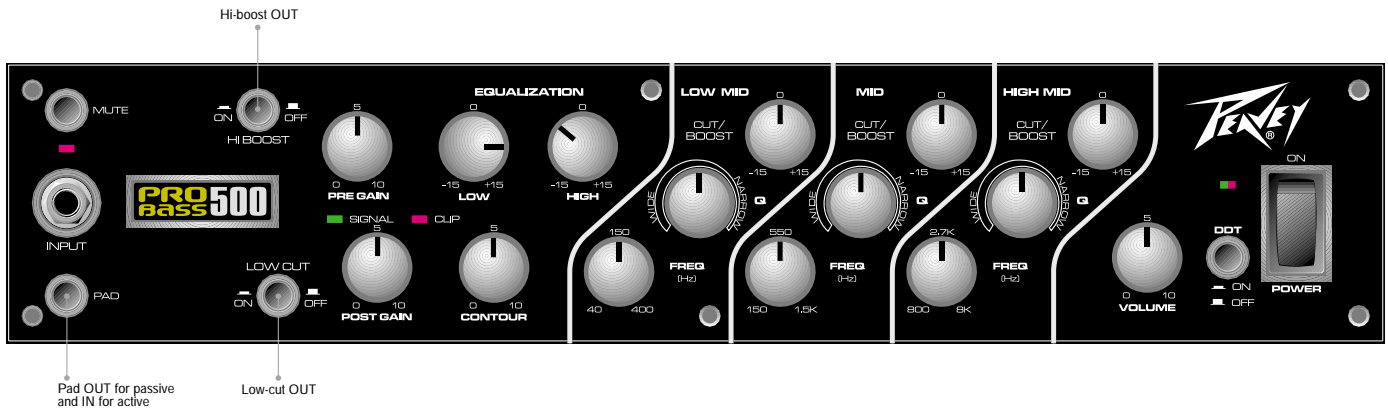 Hi-boost OUT
MUTE
ON
OFF
HI BOOST
5
0 10
PRE GAIN
EQUALIZATION
0
-15 +15
LOW
0
-15 +15
HIGH
LOW MID
0
CUT/
BOOST
-15 +15
WIDE
NARROW
Q
150
40 400
FREQ
(Hz)
MID
0
CUT/
BOOST
-15 +15
WIDE
NARROW
Q
550
150 1.5K
FREQ
(Hz)
HIGH MID
0
CUT/
BOOST
-15 +15
WIDE
NARROW
Q
2.7K
800 8K
FREQ
(Hz)
PEAVEY
®
ON
POWER
INPUT
PRO
BASS 500
SIGNAL
CLIP
PAD
LOW CUT
ON
OFF
5
0 10
POST GAIN
5
0 10
CONTOUR
5
0 10
VOLUME
DDT
ON
OFF
Pad OUT for passive
and IN for active
Low-cut OUT